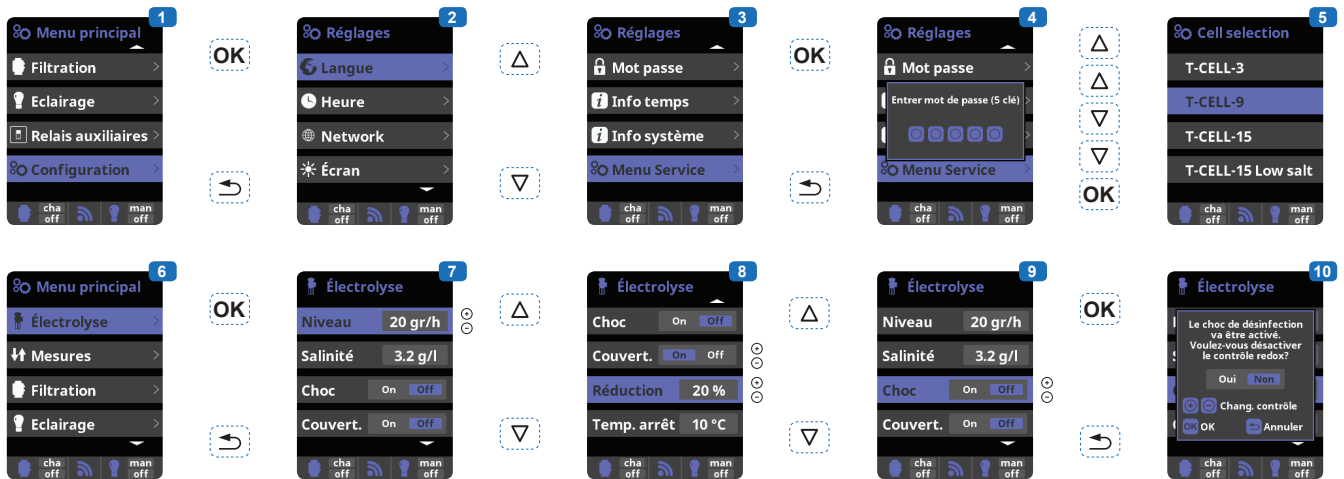 1
Menu principal
Filtration
Eclairage
Relais auxiliaires
Configuration
cha
off
man
off
OK
2
Réglages
Langue
Heure
Network
Écran
cha
off
man
off
3
Réglages
Mot passe
Info temps
Info système
Menu Service
cha
off
man
off
OK
4
Réglages
Mot passe
Entrer mot de passe (5 clé)
Menu Service
cha
off
man
off
OK
5
Cell selection
T-CELL-3
T-CELL-9
T-CELL-15
T-CELL-15 Low salt
cha
off
man
off
6
Menu principal
Électrolyse
Mesures
Filtration
Eclairage
cha
off
man
off
OK
7
Électrolyse
Niveau 20 gr/h
Salinité 3.2 g/l
Choc On Off
Couvert. On Off
cha
off
man
off
8
Électrolyse
Choc On Off
Couvert. On Off
Réduction 20 %
Temp. arrêt 10 °C
cha
off
man
off
9
Électrolyse
Niveau 20 gr/h
Salinité 3.2 g/l
Choc On Off
Couvert. On Off
cha
off
man
off
OK
10
Électrolyse
Le choc de désinfection
va être activé.
Voulez-vous désactiver
le contrôle redox?
Oui Non
Chang. contrôle
OK OK Annuler
cha
off
man
off